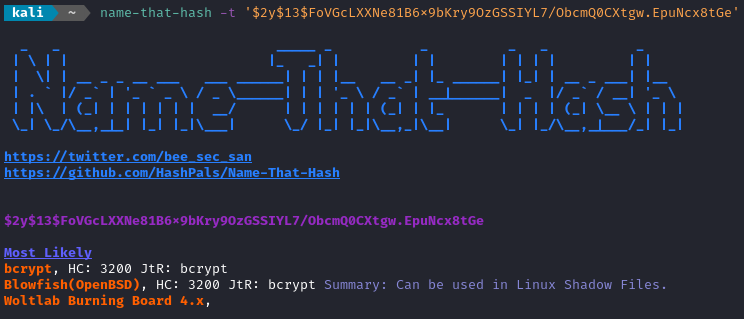 kali ~ name-that-hash -t '$2y$13$FoVGcLXXNe81B6×9bKry9OzGSSIYL7/ObcmQ0CXtgw.EpuNcx8tGe'
Name-That-Hash
https://twitter.com/bee_sec_san
https://github.com/HashPals/Name-That-Hash
$2y$13$FoVGcLXXNe81B6×9bKry9OzGSSIYL7/ObcmQ0CXtgw.EpuNcx8tGe
Most Likely
bcrypt, HC: 3200 JtR: bcrypt
Blowfish(OpenBSD), HC: 3200 JtR: bcrypt Summary: Can be used in Linux Shadow Files.
Woltlab Burning Board 4.x,